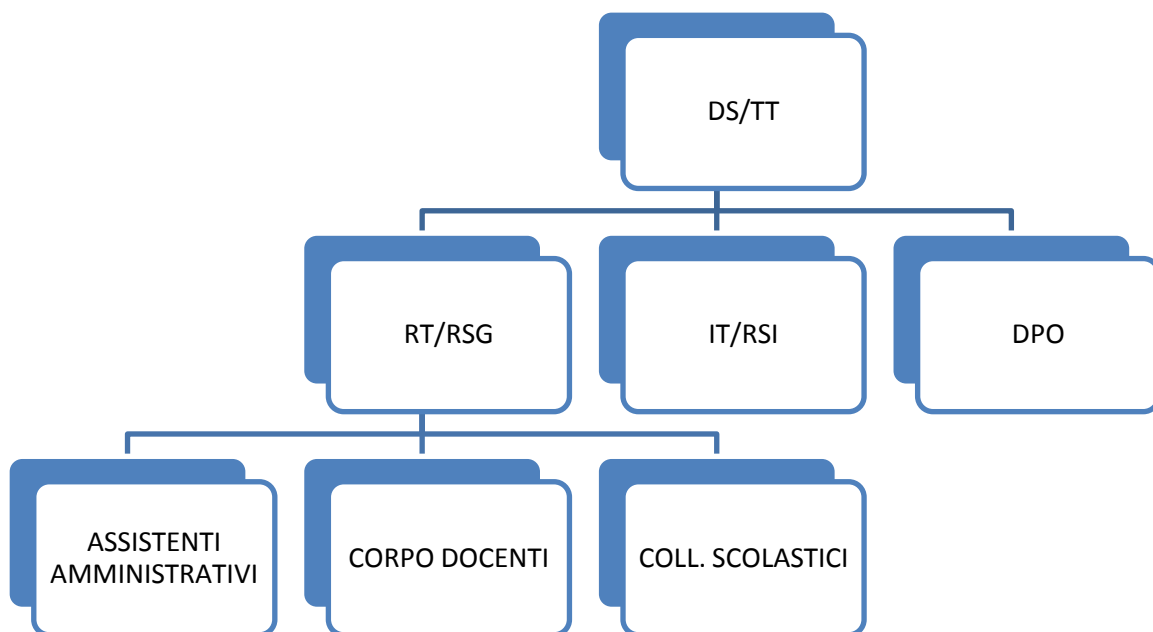 DS/TT
RT/RSG
IT/RSI
DPO
ASSISTENTI
AMMINISTRATIVI
CORPO DOCENTI
COLL. SCOLASTICI